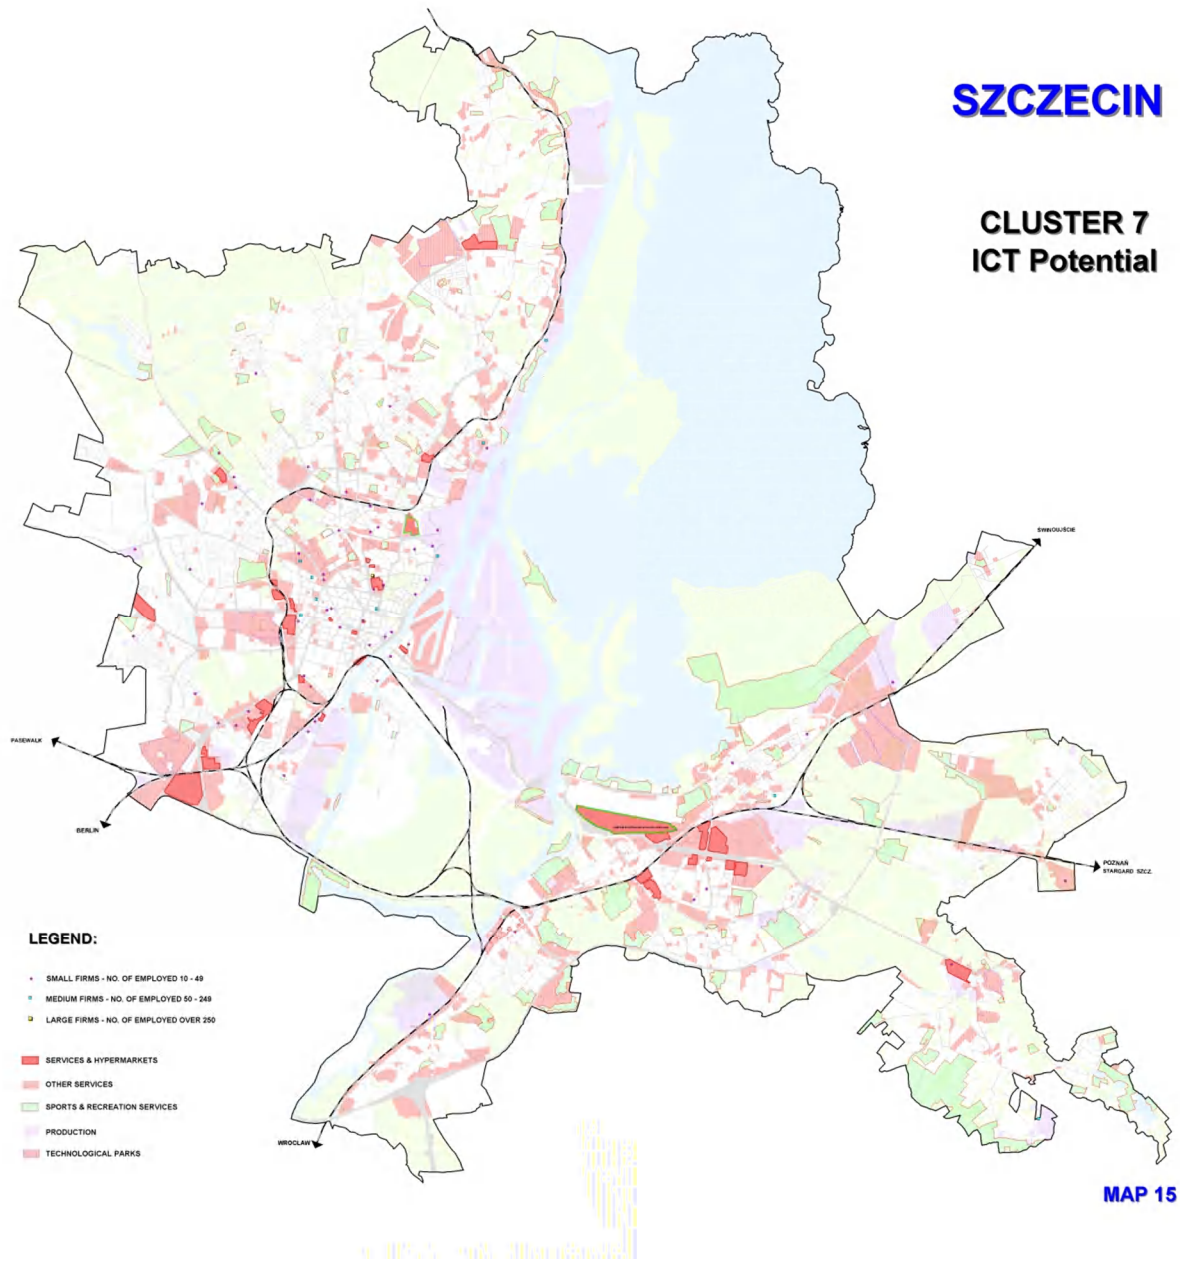 SZCZECIN
CLUSTER 7
ICT Potential
ŚWINOUJŚCIE
PASEWALK
BERLIN
POZNAŃ
STARGARD SZCZ.
WROCŁAW
LEGEND:
SMALL FIRMS - NO. OF EMPLOYED 10 - 49
MEDIUM FIRMS - NO. OF EMPLOYED 50 - 249
LARGE FIRMS - NO. OF EMPLOYED OVER 250
SERVICES & HYPERMARKETS
OTHER SERVICES
SPORTS & RECREATION SERVICES
PRODUCTION
TECHNOLOGICAL PARKS
MAP 15